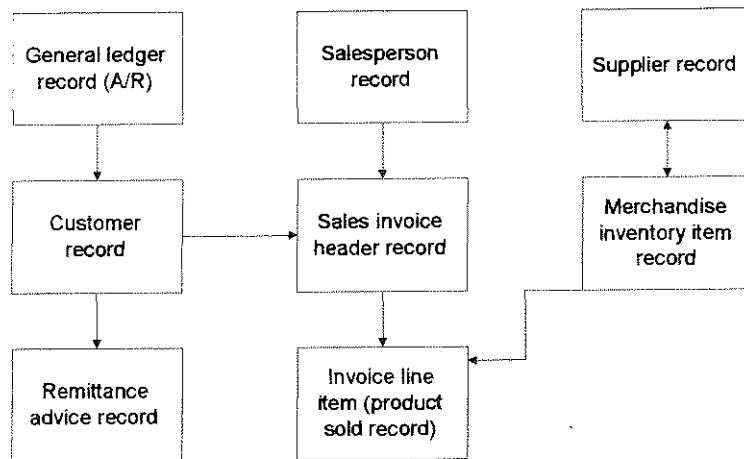 General ledger
record (A/R)
Salesperson
record
Supplier record
Customer
record
Sales invoice
header record
Merchandise
inventory item
record
Remittance
advice record
Invoice line
item (product
sold record)